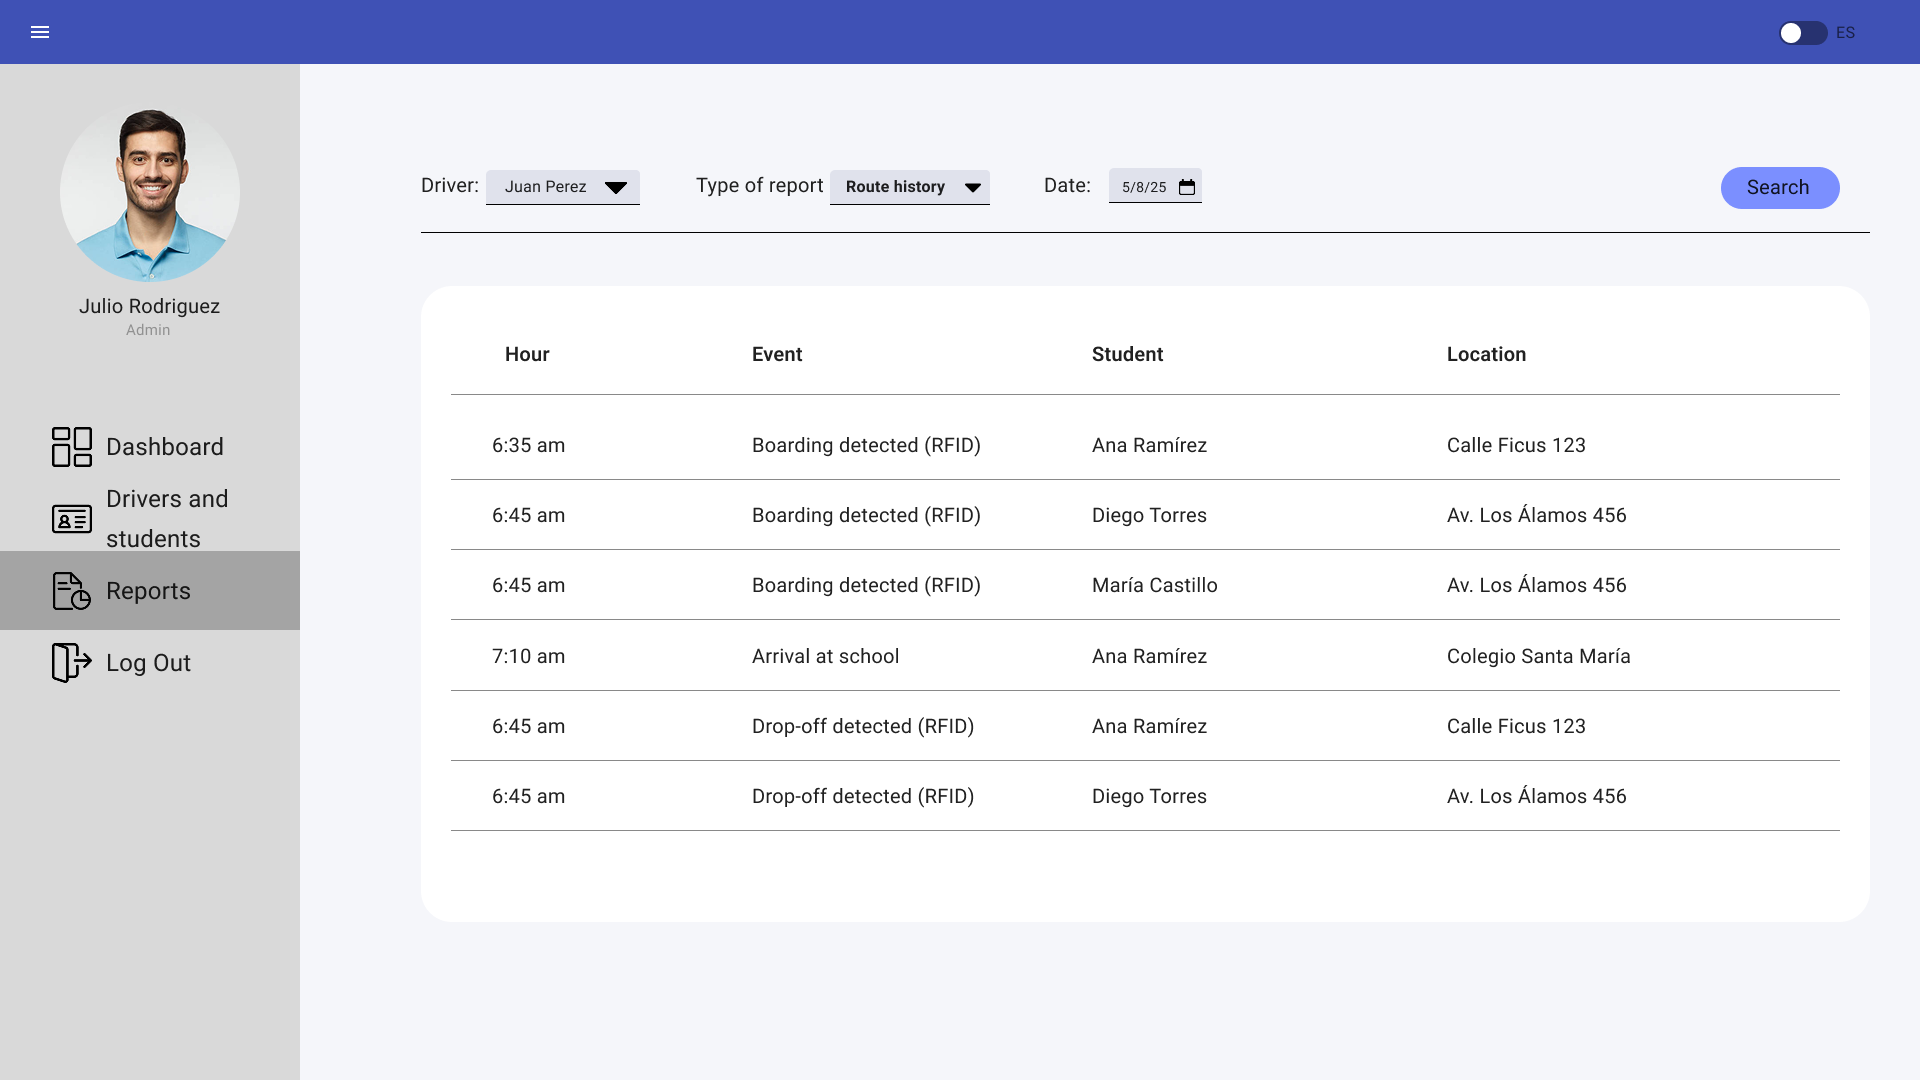 ES
Julio Rodriguez
Admin
Dashboard
Drivers and
students
Reports
Log Out
Driver: Juan Perez Type of report Route history Date: 5/8/25 Search
Hour Event Student Location
6:35 am Boarding detected (RFID) Ana Ramírez Calle Ficus 123
6:45 am Boarding detected (RFID) Diego Torres Av. Los Álamos 456
6:45 am Boarding detected (RFID) María Castillo Av. Los Álamos 456
7:10 am Arrival at school Ana Ramírez Colegio Santa María
6:45 am Drop-off detected (RFID) Ana Ramírez Calle Ficus 123
6:45 am Drop-off detected (RFID) Diego Torres Av. Los Álamos 456